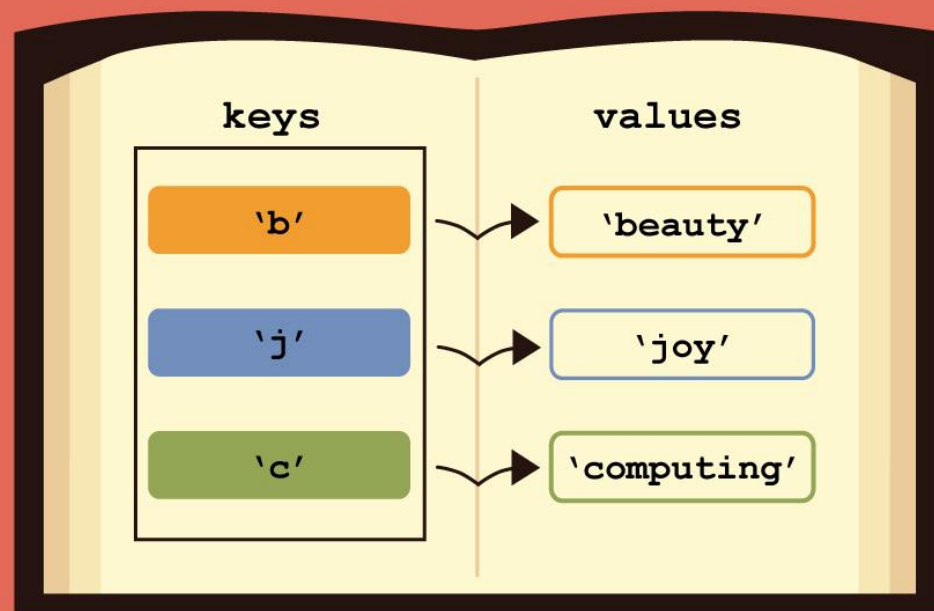 keys values
‘b’ ‘beauty’
‘j’ ‘joy’
‘c’ ‘computing’